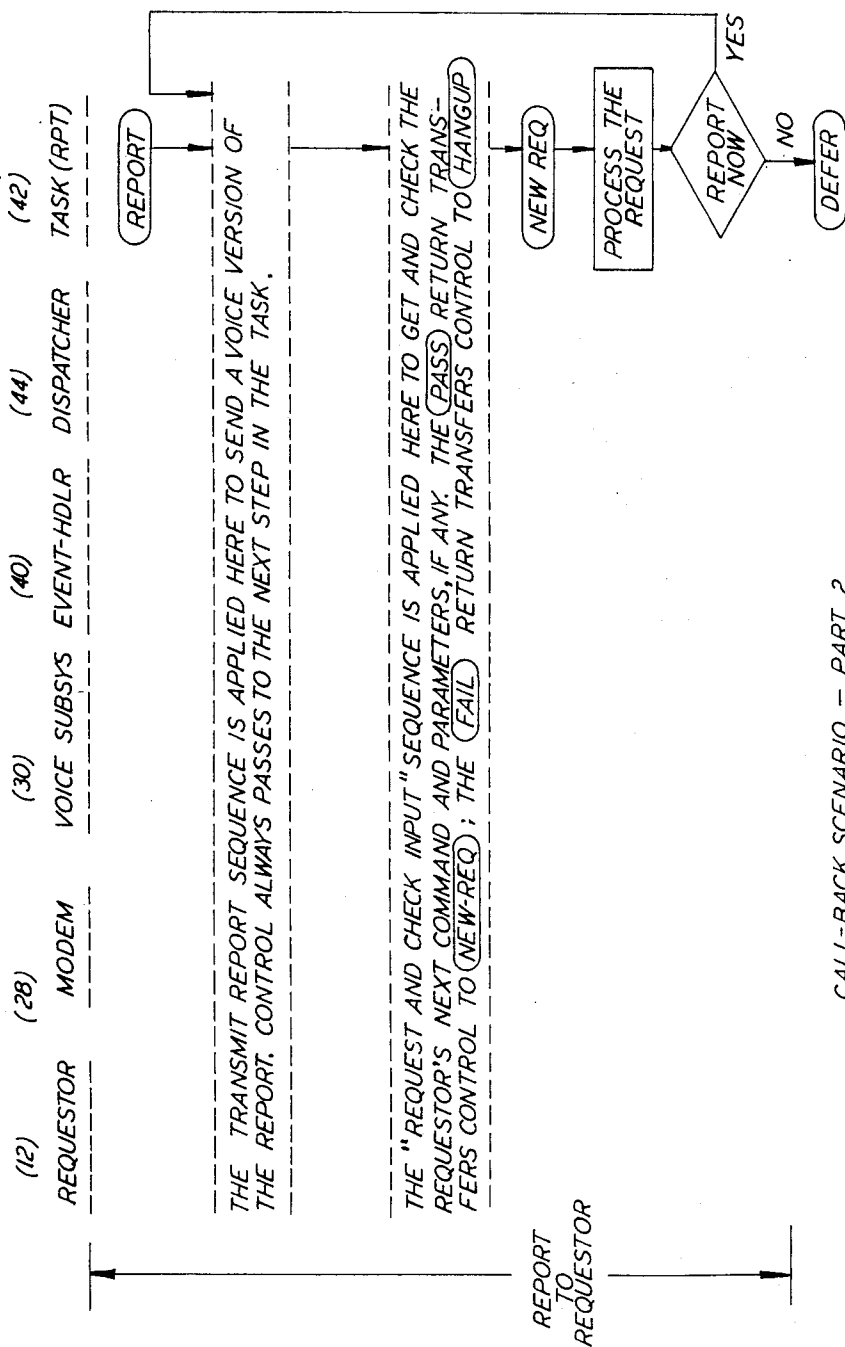 (12) (28) (30) (40) (44) (42)
REQUESTOR MODEM VOICE SUBSYS EVENT-HDLR DISPATCHER TASK (RPT)
REPORT
THE TRANSMIT REPORT SEQUENCE IS APPLIED HERE TO SEND A VOICE VERSION OF
THE REPORT. CONTROL ALWAYS PASSES TO THE NEXT STEP IN THE TASK.
THE "REQUEST AND CHECK INPUT" SEQUENCE IS APPLIED HERE TO GET AND CHECK THE
REQUESTOR'S NEXT COMMAND AND PARAMETERS, IF ANY. THE PASS RETURN TRANS-
FERS CONTROL TO NEW-REQ ; THE FAIL RETURN TRANSFERS CONTROL TO HANGUP
REPORT
TO
REQUESTOR
NEW REQ
PROCESS THE
REQUEST
REPORT
NOW
YES
NO
DEFER
CALL-BACK SCENARIO - PART 2